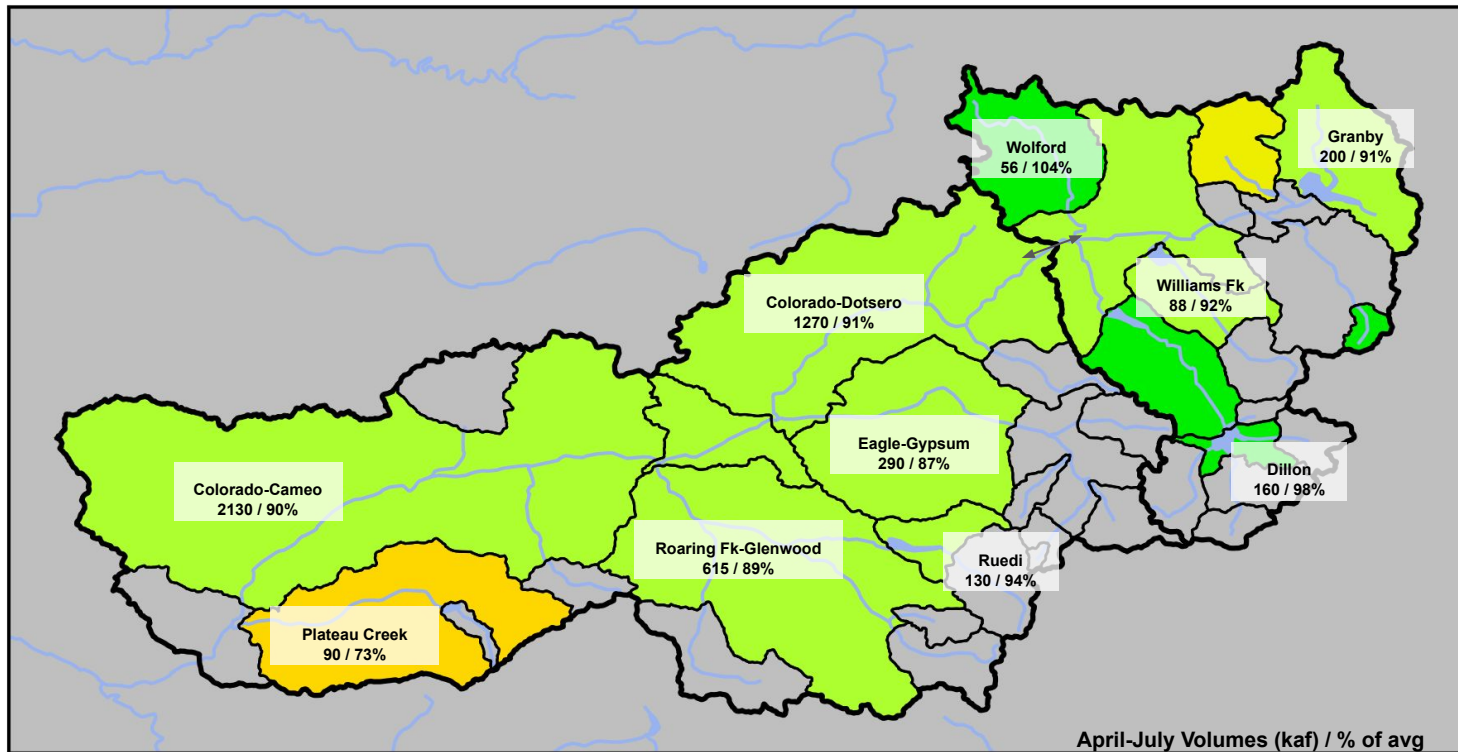 Wolford
56 / 104%
Granby
200 / 91%
Colorado-Dotsero
1270 / 91%
Williams Fk
88 / 92%
Eagle-Gypsum
290 / 87%
Dillon
160 / 98%
Colorado-Cameo
2130 / 90%
Roaring Fk-Glenwood
615 / 89%
Ruedi
130 / 94%
Plateau Creek
90 / 73%
April-July Volumes (kaf) / % of avg